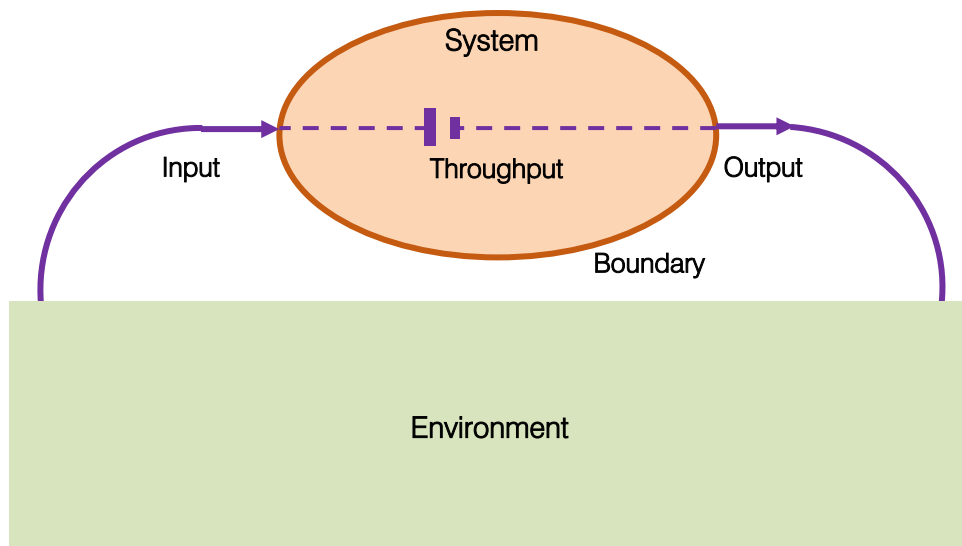 System
Input
Throughput
Output
Boundary
Environment